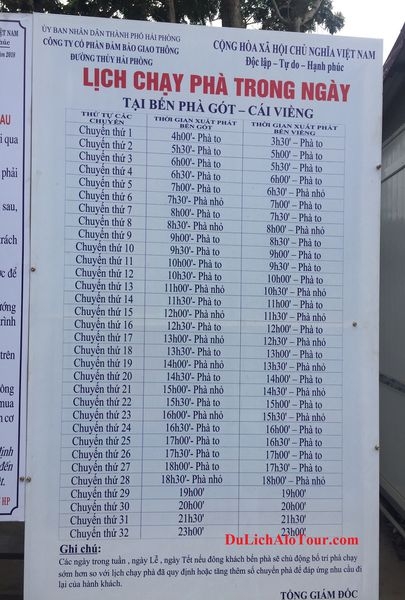 ỦY BAN NHÂN DÂN THÀNH PHỐ HẢI PHÒNG
CÔNG TY CỔ PHẦN ĐẢM BẢO GIAO THÔNG
ĐƯỜNG THỦY HẢI PHÒNG
CỘNG HÒA XÃ HỘI CHỦ NGHĨA VIỆT NAM
Độc lập - Tự do - Hạnh phúc
LỊCH CHẠY PHÀ TRONG NGÀY
TẠI BẾN PHÀ GÓT – CÁI VIỀNG
THỨ TỰ CÁC CHUYẾN THỜI GIAN XUẤT PHÁT BẾN GÓT THỜI GIAN XUẤT PHÁT BẾN VIỀNG
Chuyến thứ 1 4h00'- Phà to 3h30' – Phà to
Chuyến thứ 2 5h30'- Phà to 5h00' – Phà to
Chuyến thứ 3 6h00' - Phà to 5h30' – Phà to
Chuyến thứ 4 6h30' - Phà to 6h00' – Phà to
Chuyến thứ 5 7h00'- Phà to 6h30' – Phà nhỏ
Chuyến thứ 6 7h30'- Phà nhỏ 7h00' – Phà to
Chuyến thứ 7 8h00' - Phà to 7h30' – Phà to
Chuyến thứ 8 8h30' - Phà nhỏ 8h00' – Phà nhỏ
Chuyến thứ 9 9h00'- Phà to 8h30' – Phà to
Chuyến thứ 10 9h30'- Phà to 9h00' – Phà to
Chuyến thứ 11 10h00' - Phà to 9h30' – Phà to
Chuyến thứ 12 10h30'- Phà to 10h00' – Phà to
Chuyến thứ 13 11h00'- Phà nhỏ 10h30' – Phà nhỏ
Chuyến thứ 14 11h30'- Phà to 11h00' – Phà to
Chuyến thứ 15 12h00'- Phà nhỏ 11h30' – Phà nhỏ
Chuyến thứ 16 12h30'- Phà to 12h00' – Phà to
Chuyến thứ 17 13h00'- Phà nhỏ 12h30' – Phà nhỏ
Chuyến thứ 18 13h30'- Phà to 13h00' – Phà to
Chuyến thứ 19 14h00'- Phà nhỏ 13h30' – Phà nhỏ
Chuyến thứ 20 14h30'- Phà to 14h00' – Phà to
Chuyến thứ 21 15h00'- Phà nhỏ 14h30' – Phà nhỏ
Chuyến thứ 22 15h30'- Phà to 15h00' – Phà to
Chuyến thứ 23 16h00'- Phà nhỏ 15h30' – Phà nhỏ
Chuyến thứ 24 16h30'- Phà to 16h00'- Phà to
Chuyến thứ 25 17h00'- Phà to 16h30' – Phà to
Chuyến thứ 26 17h30'- Phà to 17h00' – Phà to
Chuyến thứ 27 18h00'- Phà to 17h30' – Phà to
Chuyến thứ 28 18h30'- Phà nhỏ 18h00' – Phà nhỏ
Chuyến thứ 29 19h00' 19h00'
Chuyến thứ 30 20h00' 20h00'
Chuyến thứ 31 21h30' 21h30'
Chuyến thứ 32 23h00' 23h00'
DuLichAloTour.com
Ghi chú:
Các ngày trong tuần , ngày Lễ , ngày Tết nếu đông khách bến phà sẽ chủ động bố trí phà chạy
sớm hơn so với lịch chạy phà đã quy định hoặc tăng thêm số chuyến phà để đáp ứng nhu cầu đi
lại của hành khách.
TỔNG GIÁM ĐỐC